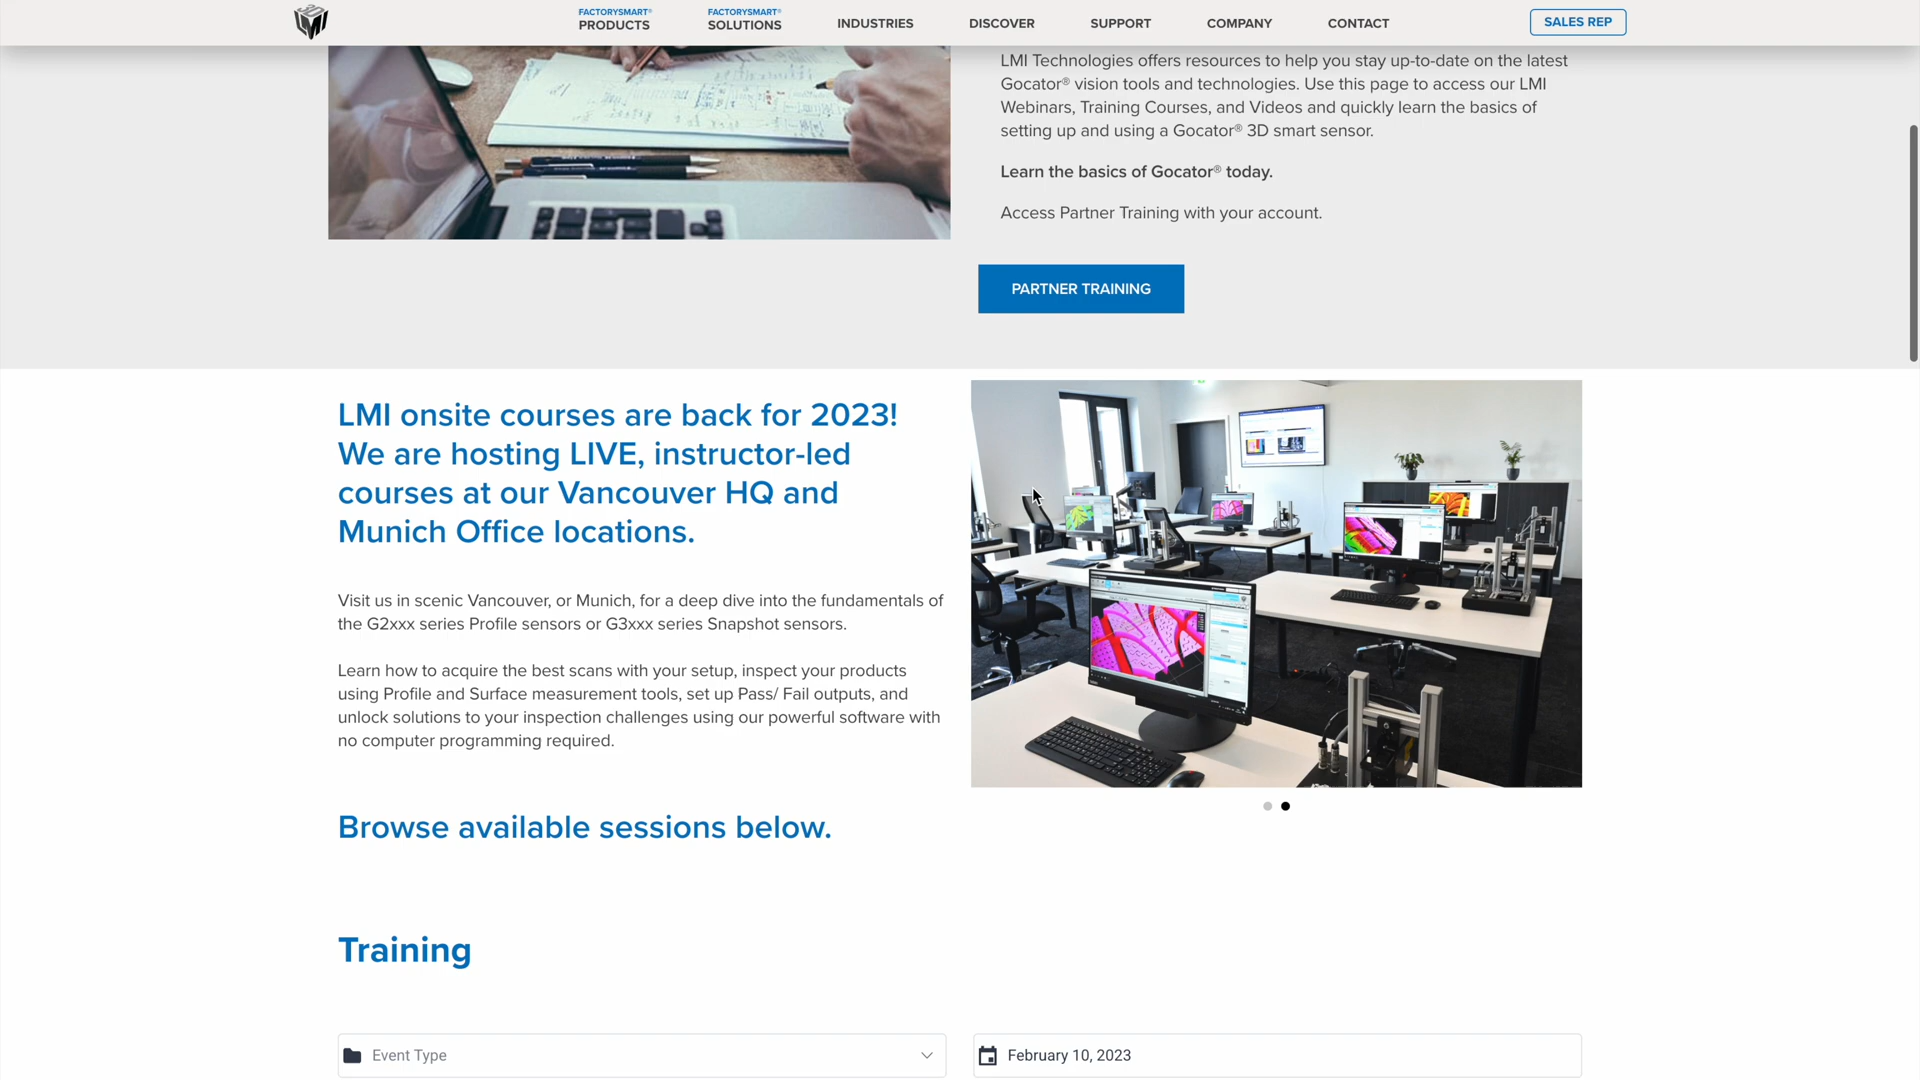 FACTORYSMART®
PRODUCTS
FACTORYSMART®
SOLUTIONS
INDUSTRIES
DISCOVER
SUPPORT
COMPANY
CONTACT
SALES REP
LMI Technologies offers resources to help you stay up-to-date on the latest
Gocator® vision tools and technologies. Use this page to access our LMI
Webinars, Training Courses, and Videos and quickly learn the basics of
setting up and using a Gocator® 3D smart sensor.
Learn the basics of Gocator® today.
Access Partner Training with your account.
PARTNER TRAINING
LMI onsite courses are back for 2023!
We are hosting LIVE, instructor-led
courses at our Vancouver HQ and
Munich Office locations.
Visit us in scenic Vancouver, or Munich, for a deep dive into the fundamentals of
the G2xxx series Profile sensors or G3xxx series Snapshot sensors.
Learn how to acquire the best scans with your setup, inspect your products
using Profile and Surface measurement tools, set up Pass/ Fail outputs, and
unlock solutions to your inspection challenges using our powerful software with
no computer programming required.
Browse available sessions below.
Training
Event Type
February 10, 2023